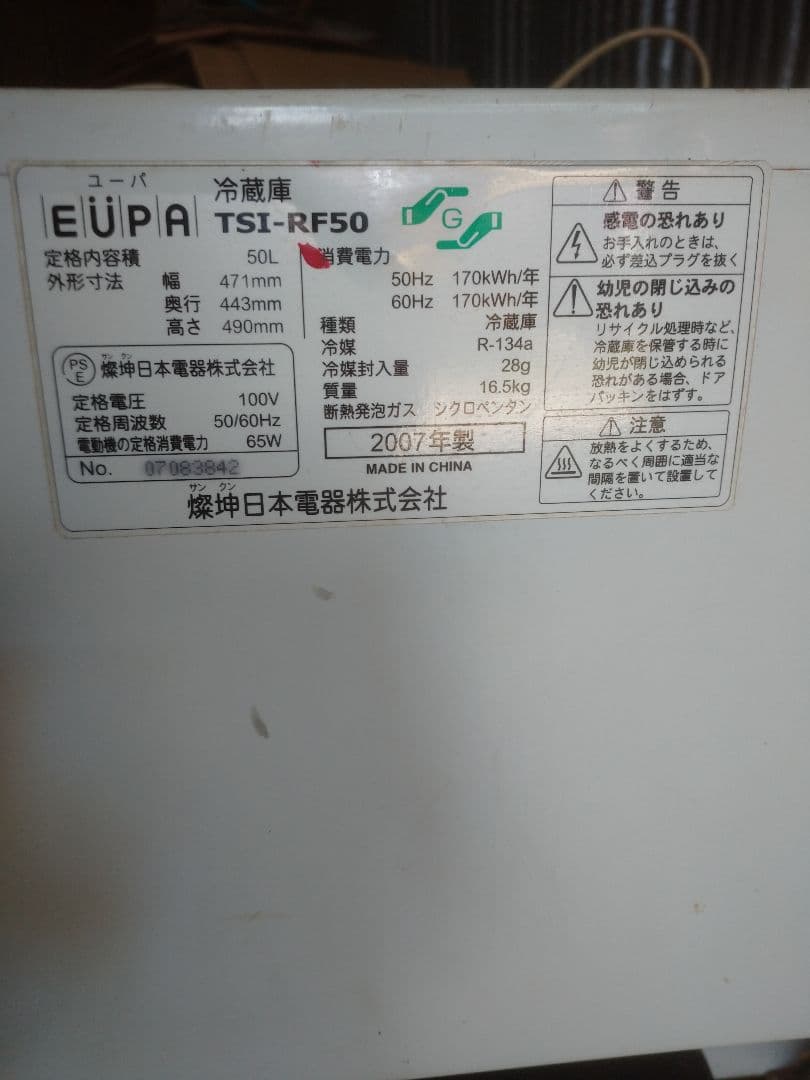 ユーパ
EÜPA
冷蔵庫
TSI-RF50
G
定格内容積 50L
外形寸法 幅 471mm
奥行 443mm
高さ 490mm
PS
E
サン クン
燦坤日本電器株式会社
定格電圧 100V
定格周波数 50/60Hz
電動機の定格消費電力 65W
No. 07083842
消費電力
50Hz 170kWh/年
60Hz 170kWh/年
種類 冷蔵庫
冷媒 R-134a
冷媒封入量 28g
質量 16.5kg
断熱発泡ガス シクロペンタン
2007年製
MADE IN CHINA
サン クン
燦坤日本電器株式会社
警告
感電の恐れあり
お手入れのときは、
必ず差込プラグを抜く
幼児の閉じ込みの
恐れあり
リサイクル処理時など、
冷蔵庫を保管する時に
幼児が閉じ込められる
恐れがある場合、ドア
パッキンをはずす。
注意
放熱をよくするため、
なるべく周囲に適当な
間隔を置いて設置して
ください。